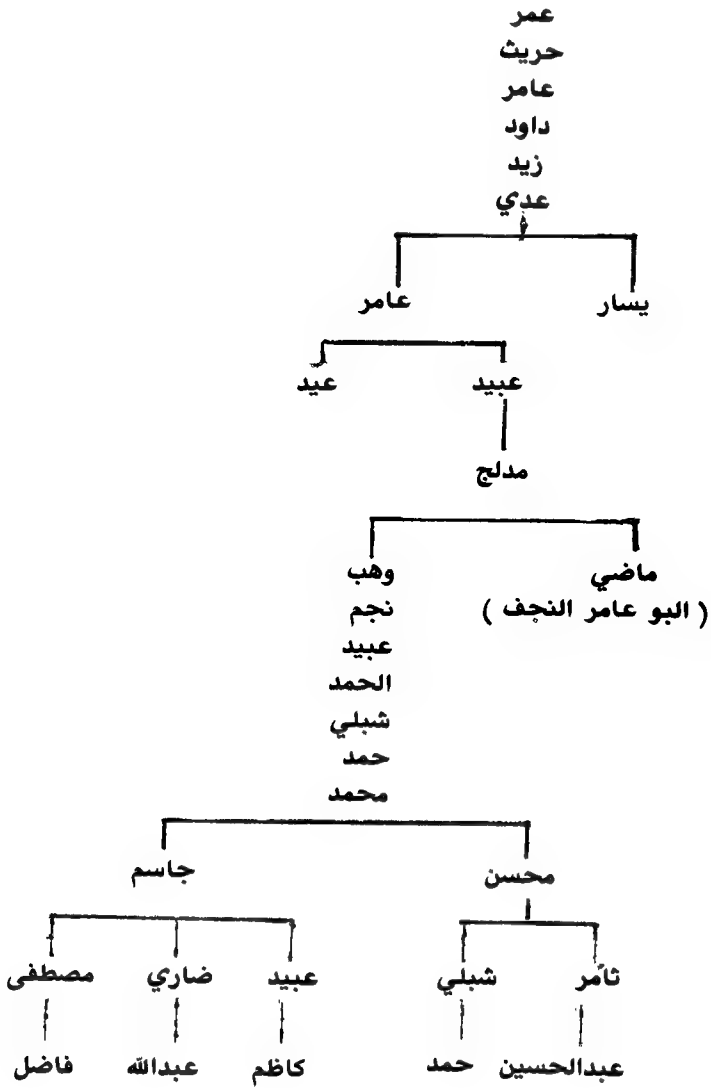 عمر
حريث
عامر
داود
زيد
عدي
يسار عامر
عبيد عيد
مدلج
ماضي وهب
( البو عامر النجف ) نجم
عبيد
الحمد
شبلي
حمد
محمد
محسن جاسم
ثامر شبلي عبيد ضاري مصطفى
عبدالحسين حمد كاظم عبدالله فاضل